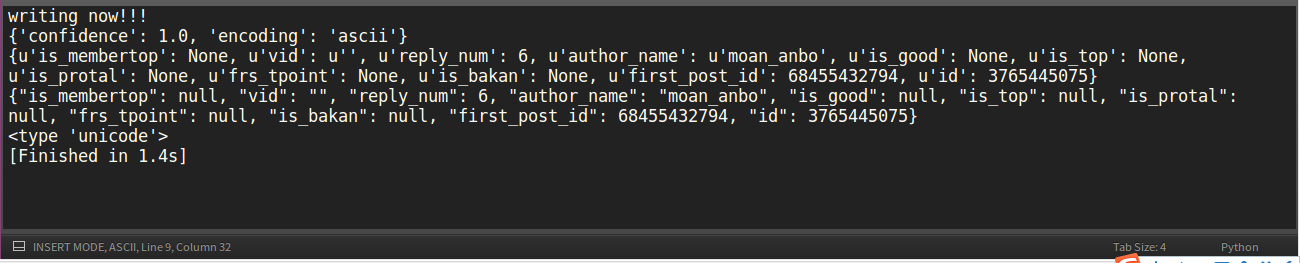 writing now!!!
{'confidence': 1.0, 'encoding': 'ascii'}
{u'is_membertop': None, u'vid': u'', u'reply_num': 6, u'author_name': u'moan_anbo', u'is_good': None, u'is_top': None,
u'is_protal': None, u'frs_tpoint': None, u'is_bakan': None, u'first_post_id': 68455432794, u'id': 3765445075}
{"is_membertop": null, "vid": "", "reply_num": 6, "author_name": "moan_anbo", "is_good": null, "is_top": null, "is_protal":
null, "frs_tpoint": null, "is_bakan": null, "first_post_id": 68455432794, "id": 3765445075}
<type 'unicode'>
[Finished in 1.4s]
INSERT MODE, ASCII, Line 9, Column 32
Tab Size: 4
Python